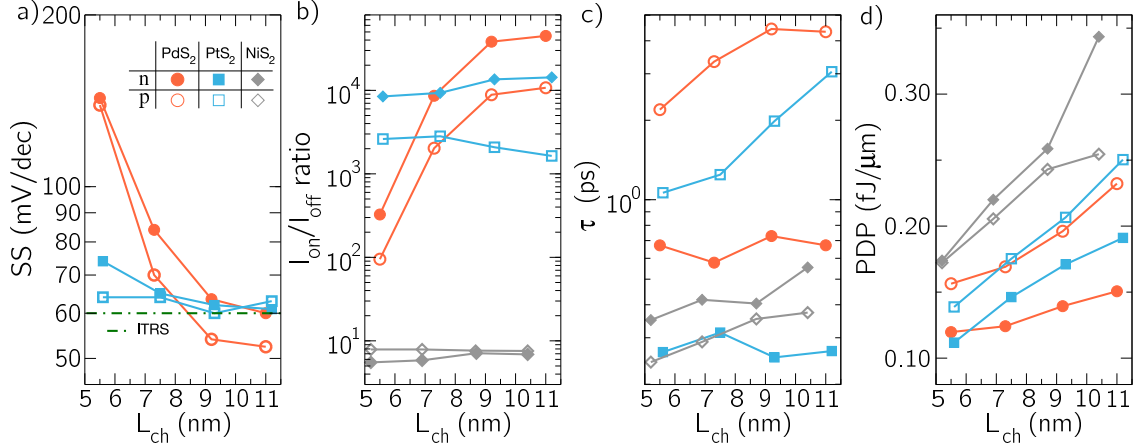 a)
SS (mV/dec)
200
100
90
80
70
60
50
PdS2 PtS2 NiS2
n
p
ITRS
5 6 7 8 9 10 11
Lch (nm)
b)
Ion/Ioff ratio
10^4
10^3
10^2
10^1
5 6 7 8 9 10 11
Lch (nm)
c)
τ (ps)
10^0
5 6 7 8 9 10 11
Lch (nm)
d)
PDP (fJ/μm)
0.30
0.20
0.10
5 6 7 8 9 10 11
Lch (nm)